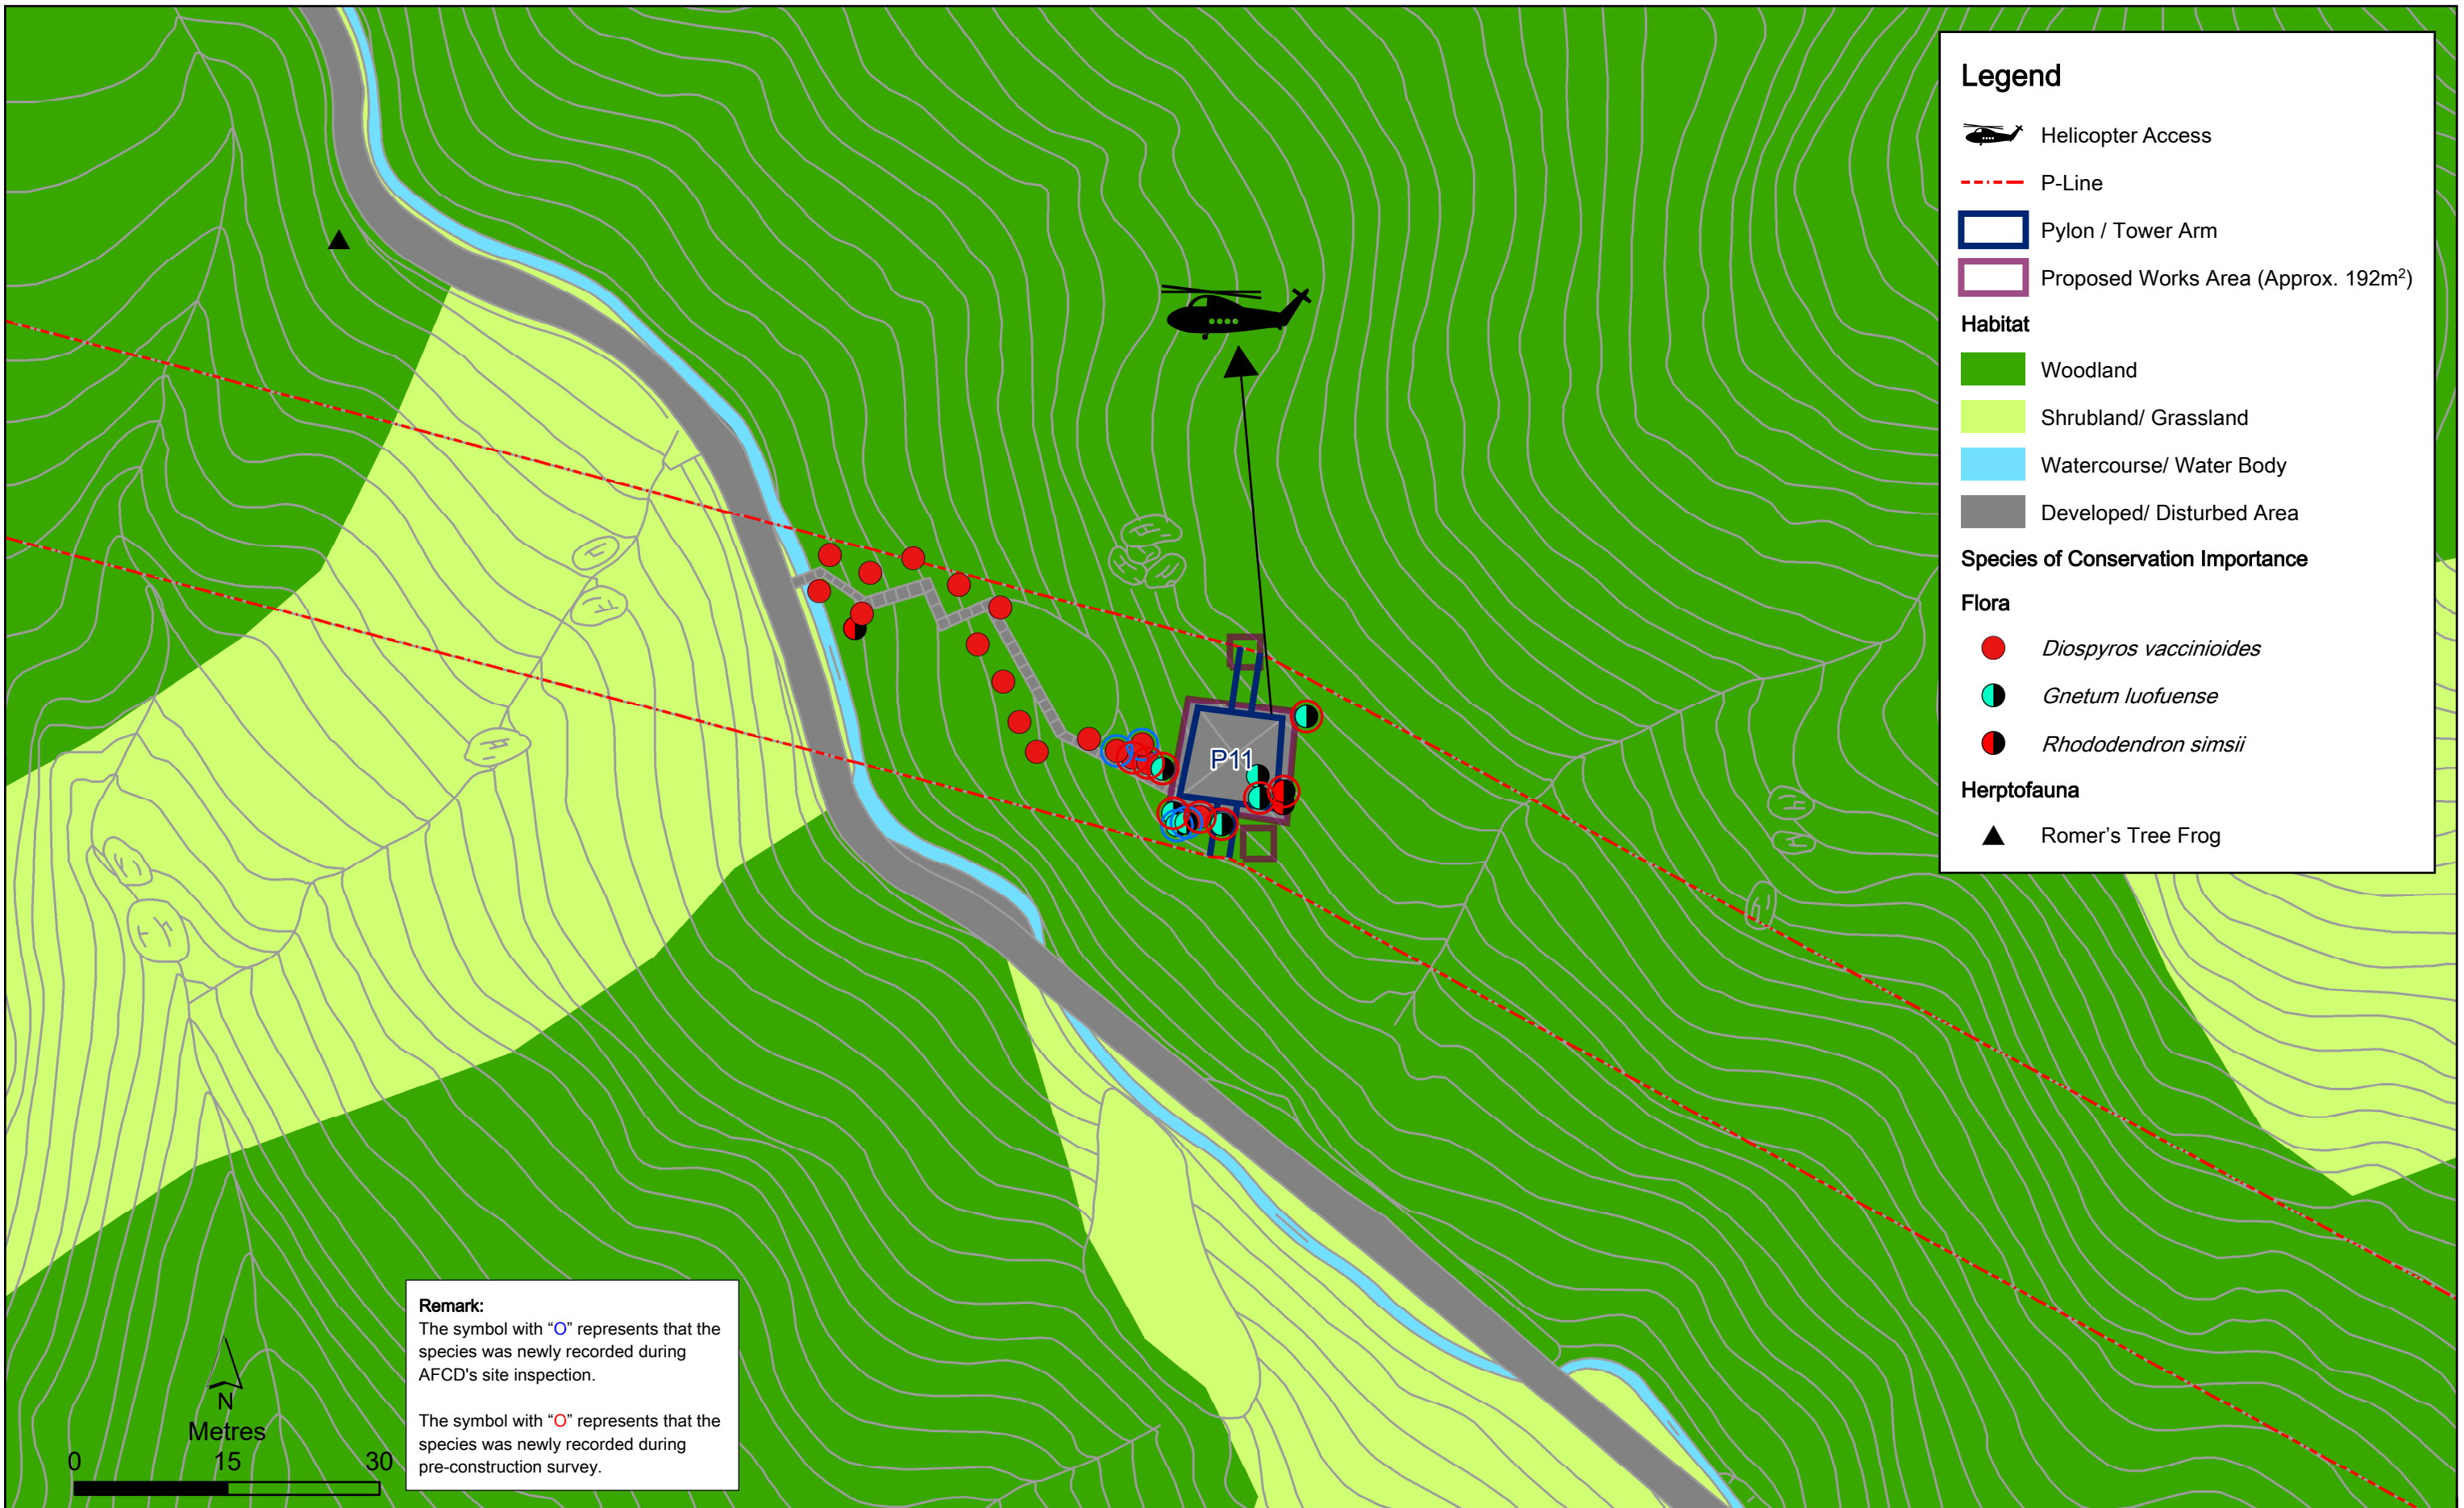 Legend
Helicopter Access
P-Line
Pylon / Tower Arm
Proposed Works Area (Approx. 192m²)
Habitat
Woodland
Shrubland/ Grassland
Watercourse/ Water Body
Developed/ Disturbed Area
Species of Conservation Importance
Flora
Diospyros vaccinioides
Gnetum luofuense
Rhododendron simsii
Herptofauna
Romer's Tree Frog
P11
Remark:
The symbol with “O” represents that the
species was newly recorded during
AFCD's site inspection.
The symbol with “O” represents that the
species was newly recorded during
pre-construction survey.
N
Metres
0 15 30